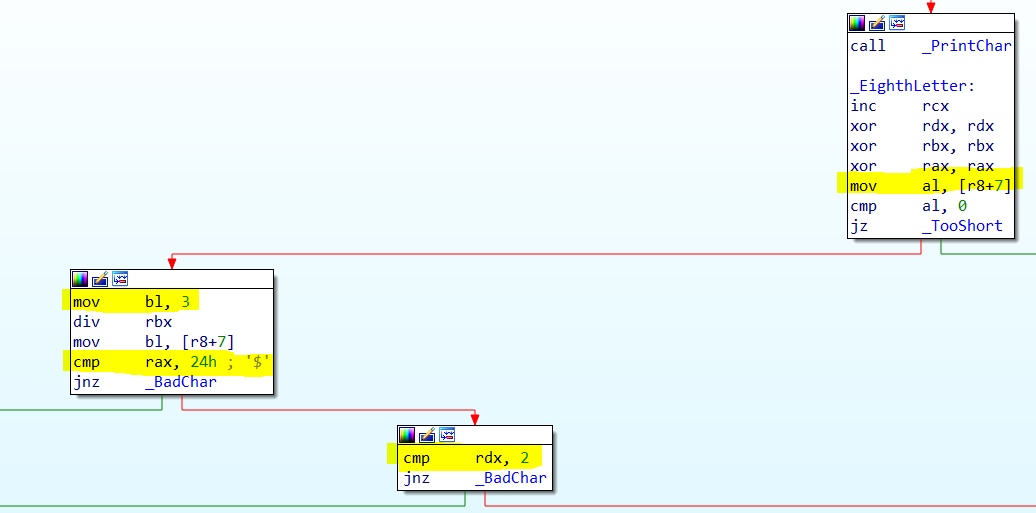 call _PrintChar
_EighthLetter:
inc rcx
xor rdx, rdx
xor rbx, rbx
xor rax, rax
mov al, [r8+7]
cmp al, 0
jz _TooShort
mov bl, 3
div rbx
mov bl, [r8+7]
cmp rax, 24h ; '$'
jnz _BadChar
cmp rdx, 2
jnz _BadChar